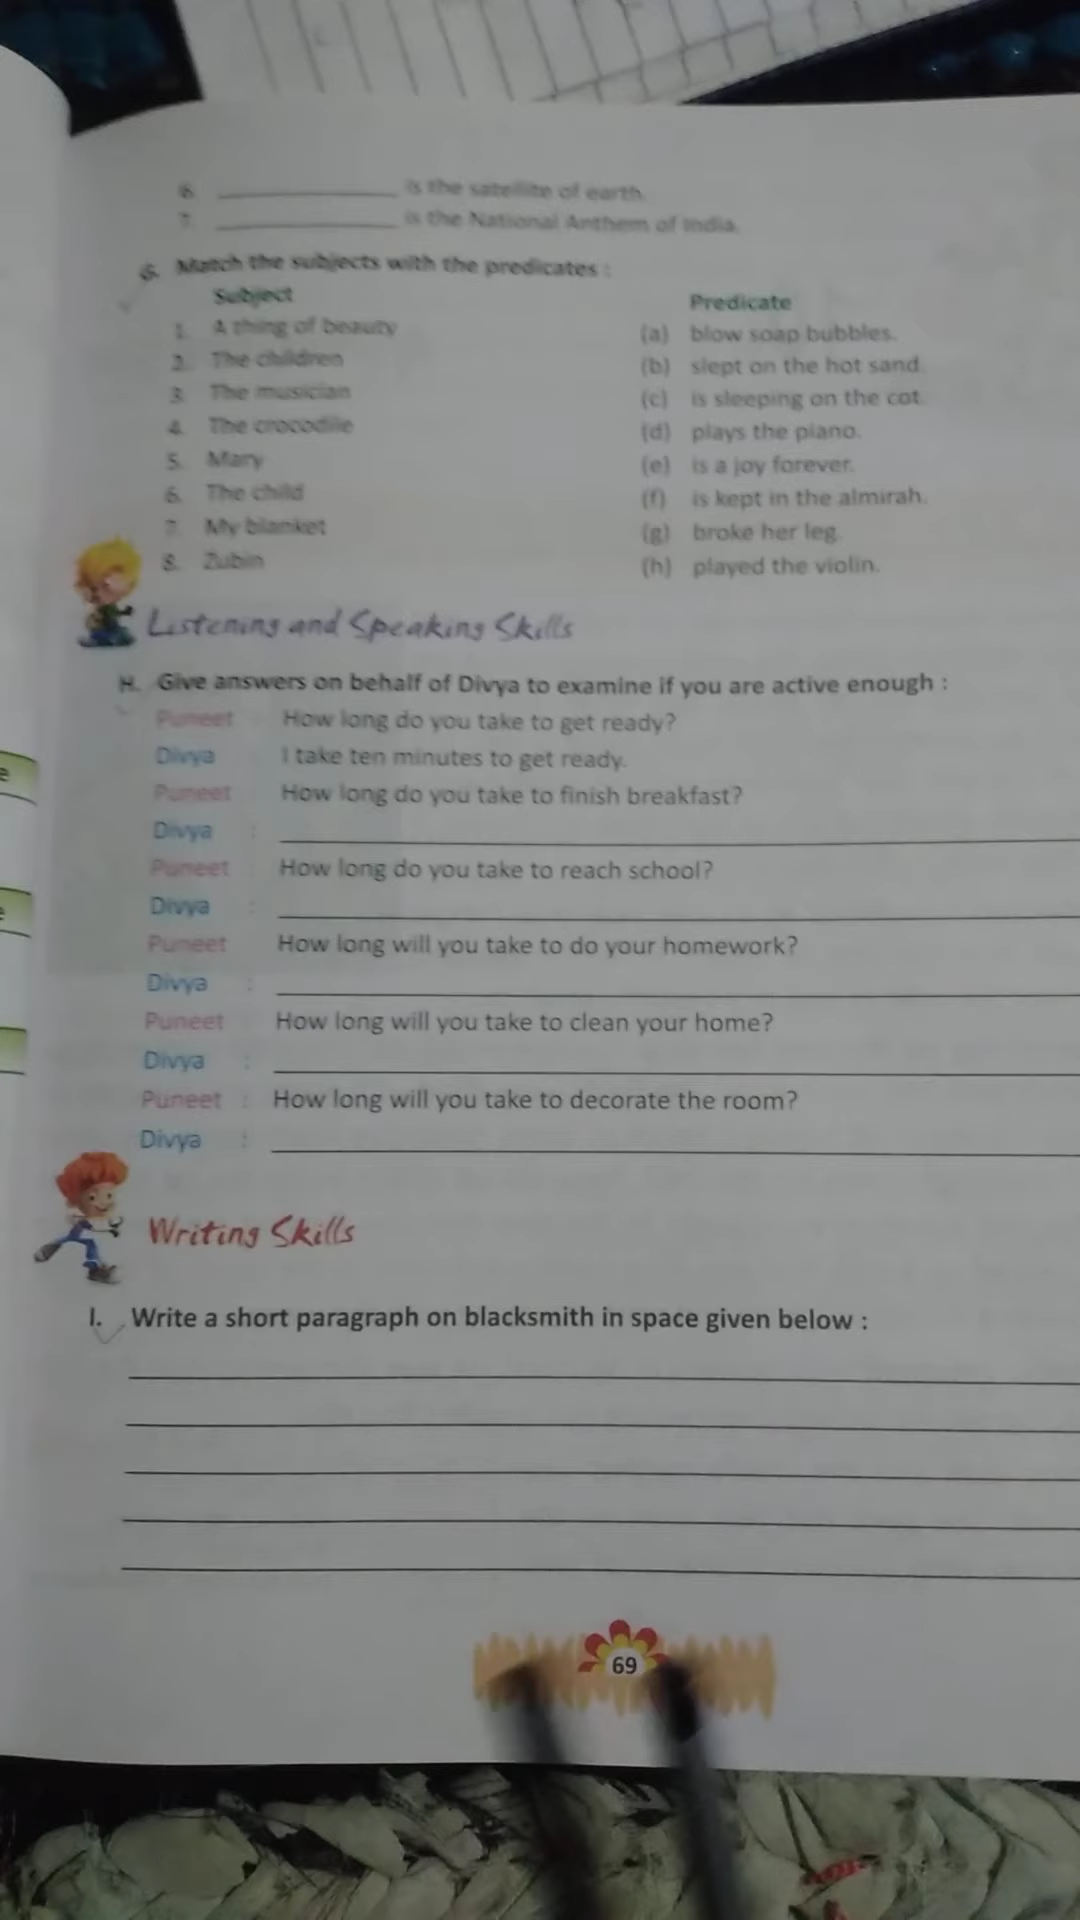 6. ____________ is the satellite of earth.
7. ____________ is the National Anthem of India.
G. Match the subjects with the predicates :
Subject Predicate
1. A thing of beauty (a) blow soap bubbles.
2. The children (b) slept on the hot sand.
3. The musician (c) is sleeping on the cot.
4. The crocodile (d) plays the piano.
5. Mary (e) is a joy forever.
6. The child (f) is kept in the almirah.
7. My blanket (g) broke her leg.
8. Zubin (h) played the violin.
Listening and Speaking Skills
H. Give answers on behalf of Divya to examine if you are active enough :
Puneet : How long do you take to get ready?
Divya : I take ten minutes to get ready.
Puneet : How long do you take to finish breakfast?
Divya : ____________
Puneet : How long do you take to reach school?
Divya : ____________
Puneet : How long will you take to do your homework?
Divya : ____________
Puneet : How long will you take to clean your home?
Divya : ____________
Puneet : How long will you take to decorate the room?
Divya : ____________
Writing Skills
I. Write a short paragraph on blacksmith in space given below :
69